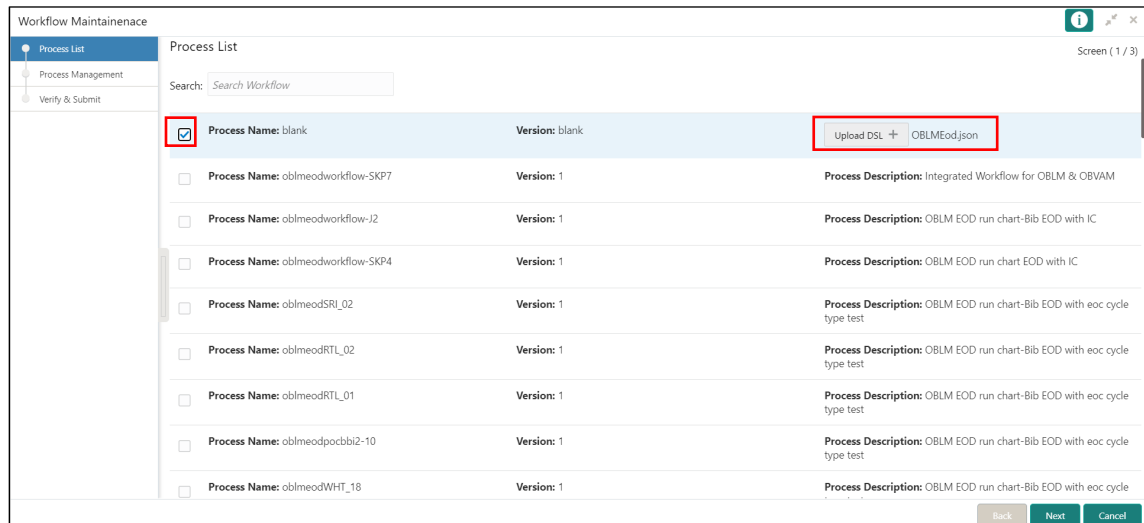 Workflow Maintainenace
Process List
Process Management
Verify & Submit
Process List
Screen ( 1 / 3)
Search: Search Workflow
Process Name: blank Version: blank Upload DSL + OBLMEod.json
Process Name: oblmeodworkflow-SKP7 Version: 1 Process Description: Integrated Workflow for OBLM & OBVAM
Process Name: oblmeodworkflow-J2 Version: 1 Process Description: OBLM EOD run chart-Bib EOD with IC
Process Name: oblmeodworkflow-SKP4 Version: 1 Process Description: OBLM EOD run chart EOD with IC
Process Name: oblmeodSRI_02 Version: 1 Process Description: OBLM EOD run chart-Bib EOD with eoc cycle
type test
Process Name: oblmeodRTL_02 Version: 1 Process Description: OBLM EOD run chart-Bib EOD with eoc cycle
type test
Process Name: oblmeodRTL_01 Version: 1 Process Description: OBLM EOD run chart-Bib EOD with eoc cycle
type test
Process Name: oblmeodpocbbi2-10 Version: 1 Process Description: OBLM EOD run chart-Bib EOD with eoc cycle
type test
Process Name: oblmeodWHT_18 Version: 1 Process Description: OBLM EOD run chart-Bib EOD with eoc cycle
Back Next Cancel